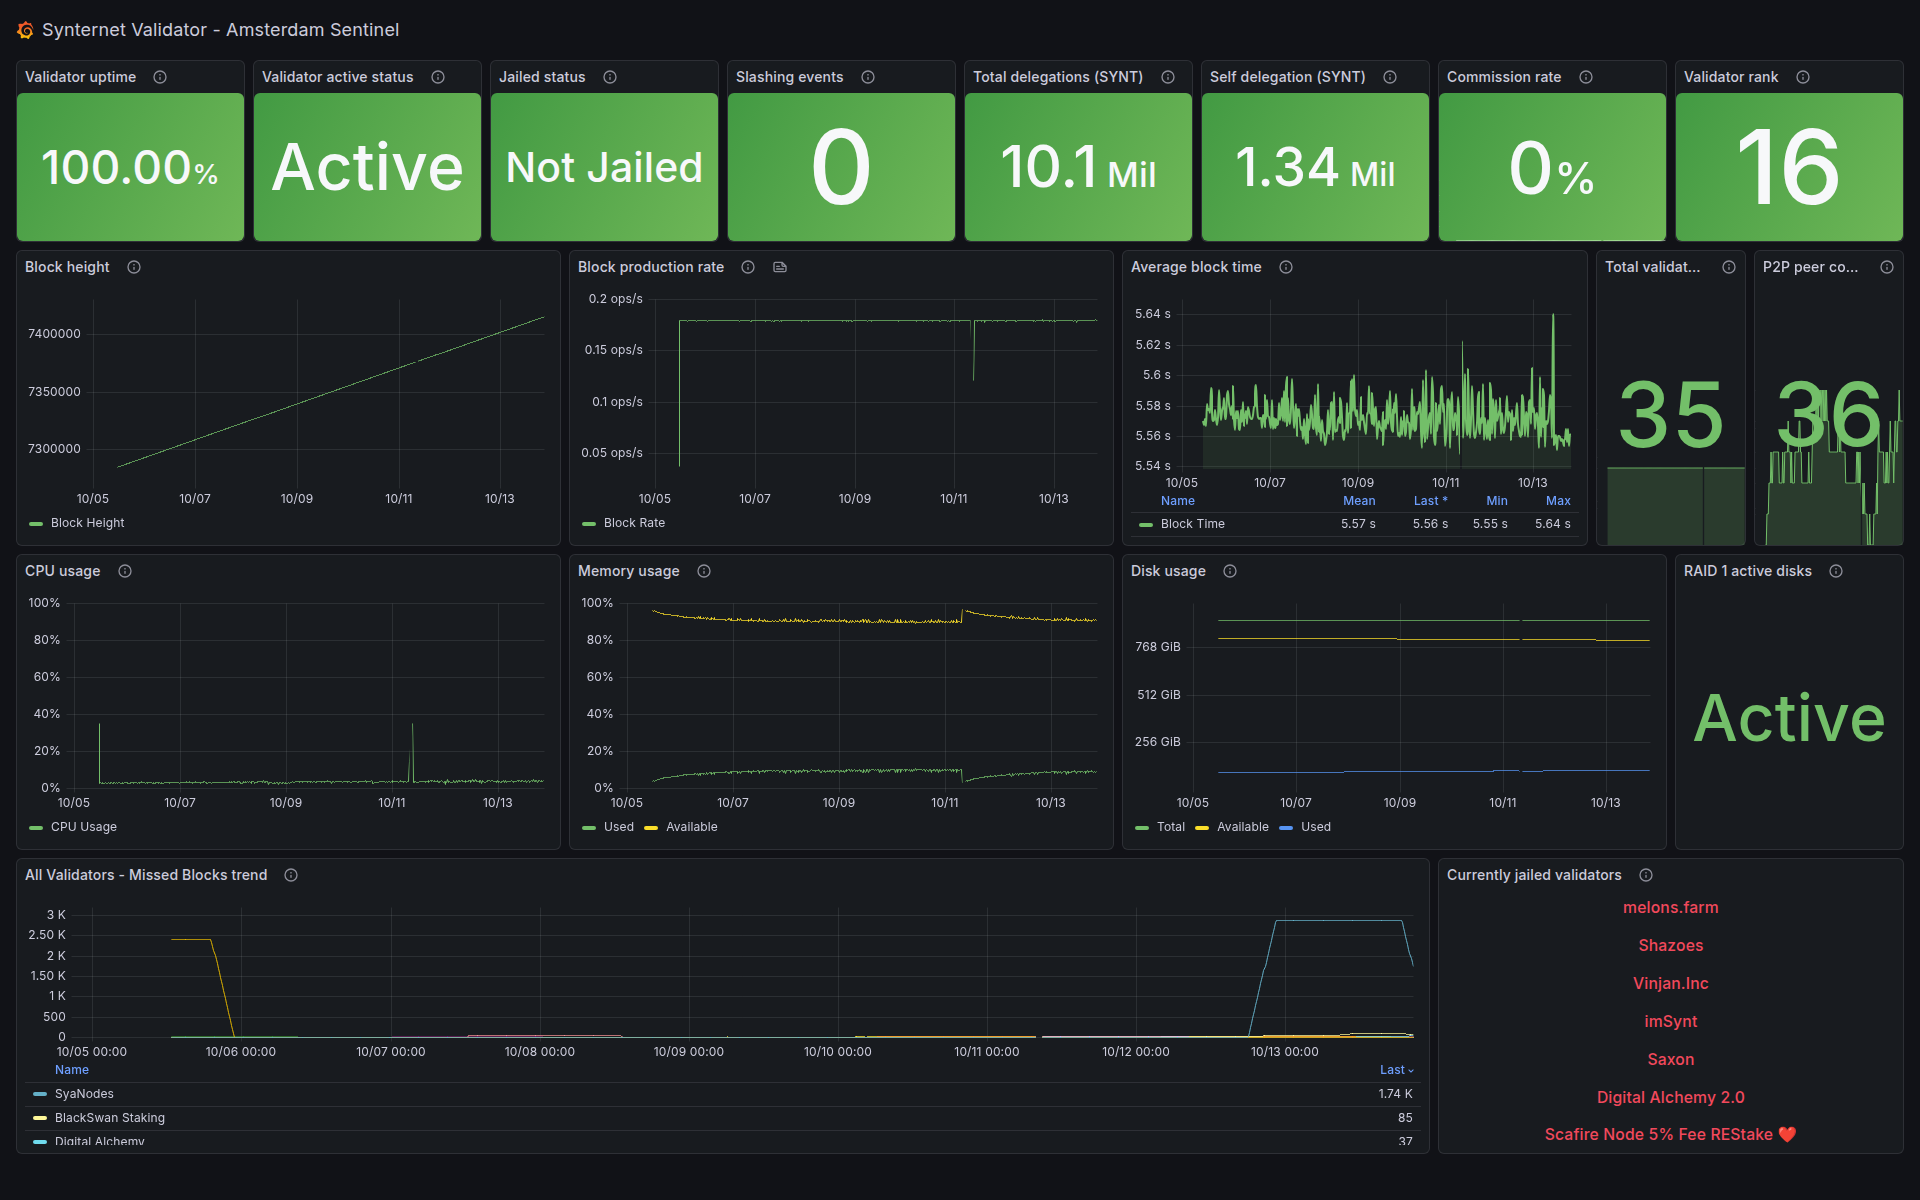 Synternet Validator - Amsterdam Sentinel
Validator uptime
100.00%
Validator active status
Active
Jailed status
Not Jailed
Slashing events
0
Total delegations (SYNT)
10.1 Mil
Self delegation (SYNT)
1.34 Mil
Commission rate
0%
Validator rank
16
Block height
7400000
7350000
7300000
10/05 10/07 10/09 10/11 10/13
Block Height
Block production rate
0.2 ops/s
0.15 ops/s
0.1 ops/s
0.05 ops/s
10/05 10/07 10/09 10/11 10/13
Block Rate
Average block time
5.64 s
5.62 s
5.6 s
5.58 s
5.56 s
5.54 s
10/05 10/07 10/09 10/11 10/13
Name Mean Last * Min Max
Block Time 5.57 s 5.56 s 5.55 s 5.64 s
Total validat...
35
P2P peer co...
36
CPU usage
100%
80%
60%
40%
20%
0%
10/05 10/07 10/09 10/11 10/13
CPU Usage
Memory usage
100%
80%
60%
40%
20%
0%
10/05 10/07 10/09 10/11 10/13
Used Available
Disk usage
768 GiB
512 GiB
256 GiB
10/05 10/07 10/09 10/11 10/13
Total Available Used
RAID 1 active disks
Active
All Validators - Missed Blocks trend
3 K
2.50 K
2 K
1.50 K
1 K
500
0
10/05 00:00 10/06 00:00 10/07 00:00 10/08 00:00 10/09 00:00 10/10 00:00 10/11 00:00 10/12 00:00 10/13 00:00
Name Last
SyaNodes 1.74 K
BlackSwan Staking 85
Digital Alchemy 37
Currently jailed validators
melons.farm
Shazoes
Vinjan.Inc
imSynt
Saxon
Digital Alchemy 2.0
Scafire Node 5% Fee REStake ❤️